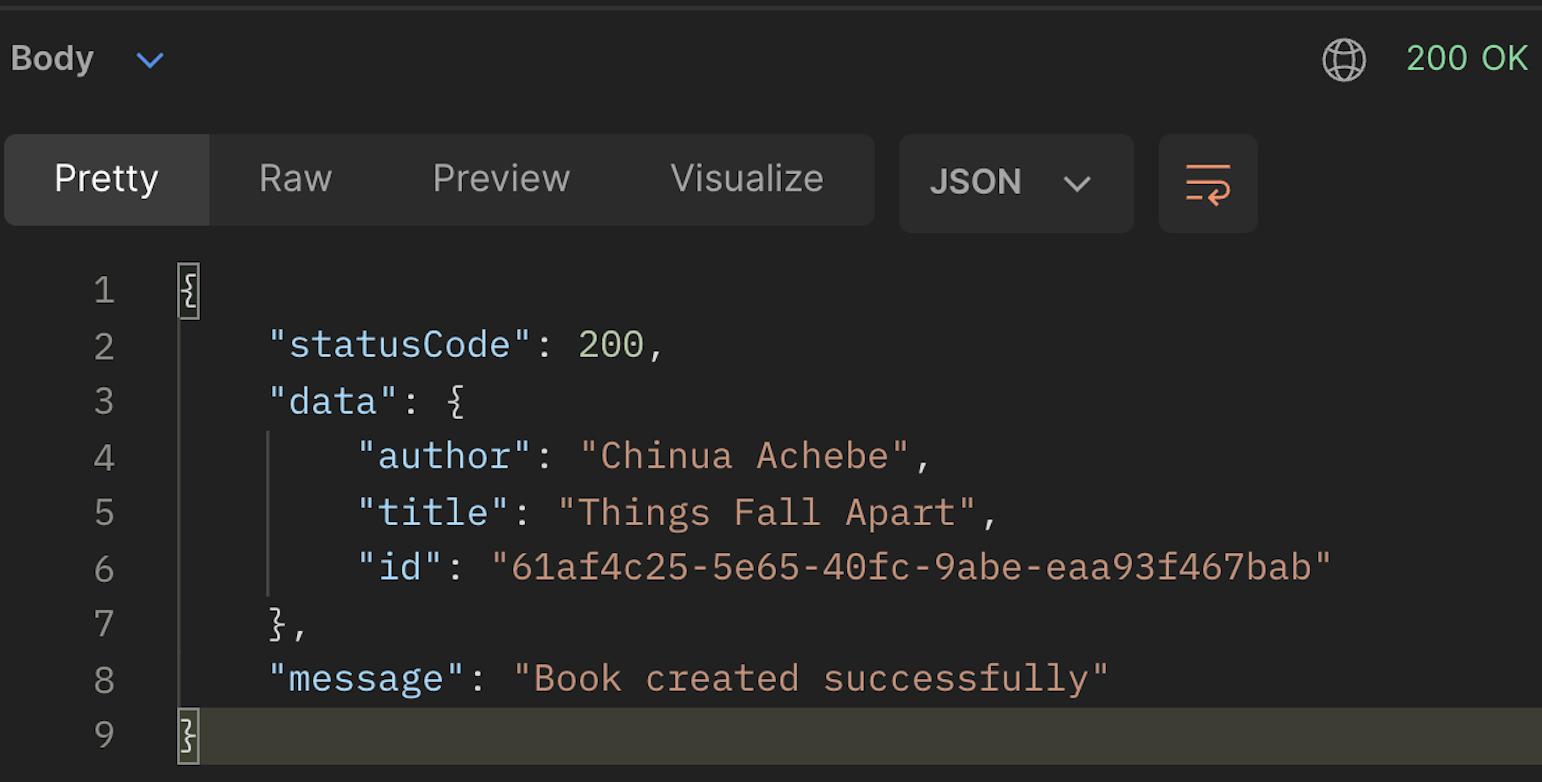 Body 200 OK
Pretty Raw Preview Visualize JSON
1 {
2 "statusCode": 200,
3 "data": {
4 "author": "Chinua Achebe",
5 "title": "Things Fall Apart",
6 "id": "61af4c25-5e65-40fc-9abe-eaa93f467bab"
7 },
8 "message": "Book created successfully"
9 }